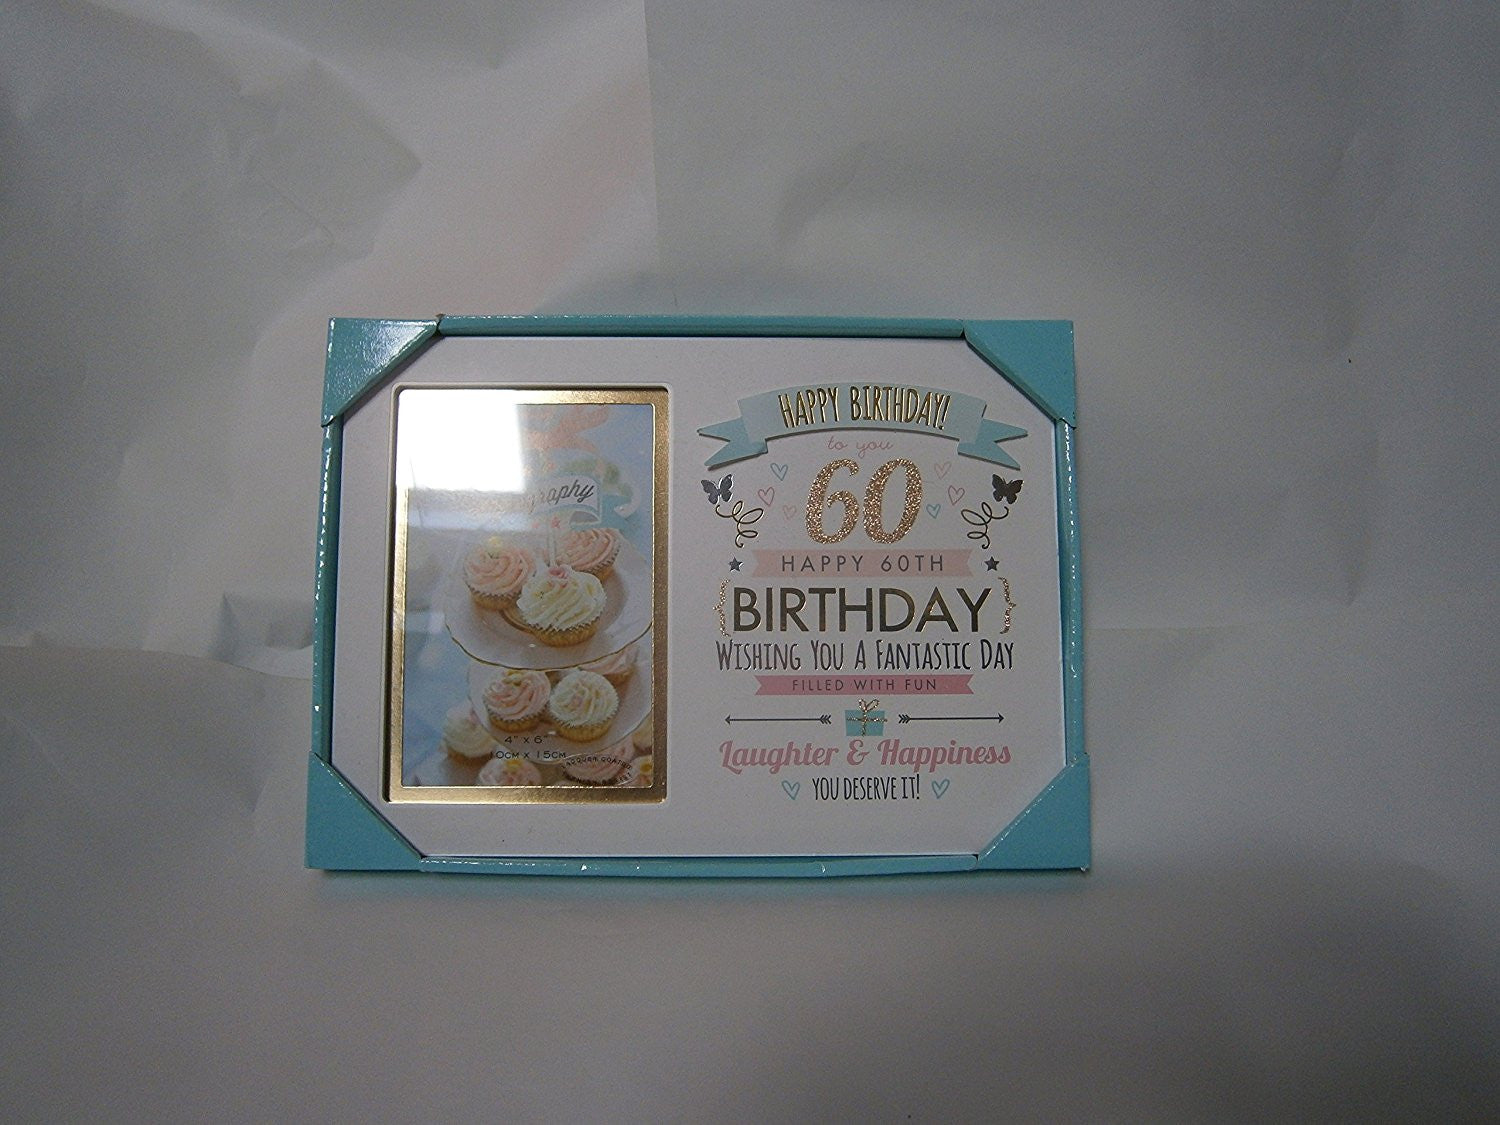 HAPPY BIRTHDAY!
to you
60
HAPPY 60TH
BIRTHDAY
WISHING YOU A FANTASTIC DAY
FILLED WITH FUN
Laughter & Happiness
YOU DESERVE IT!
4" x 6"
10CM x 15CM